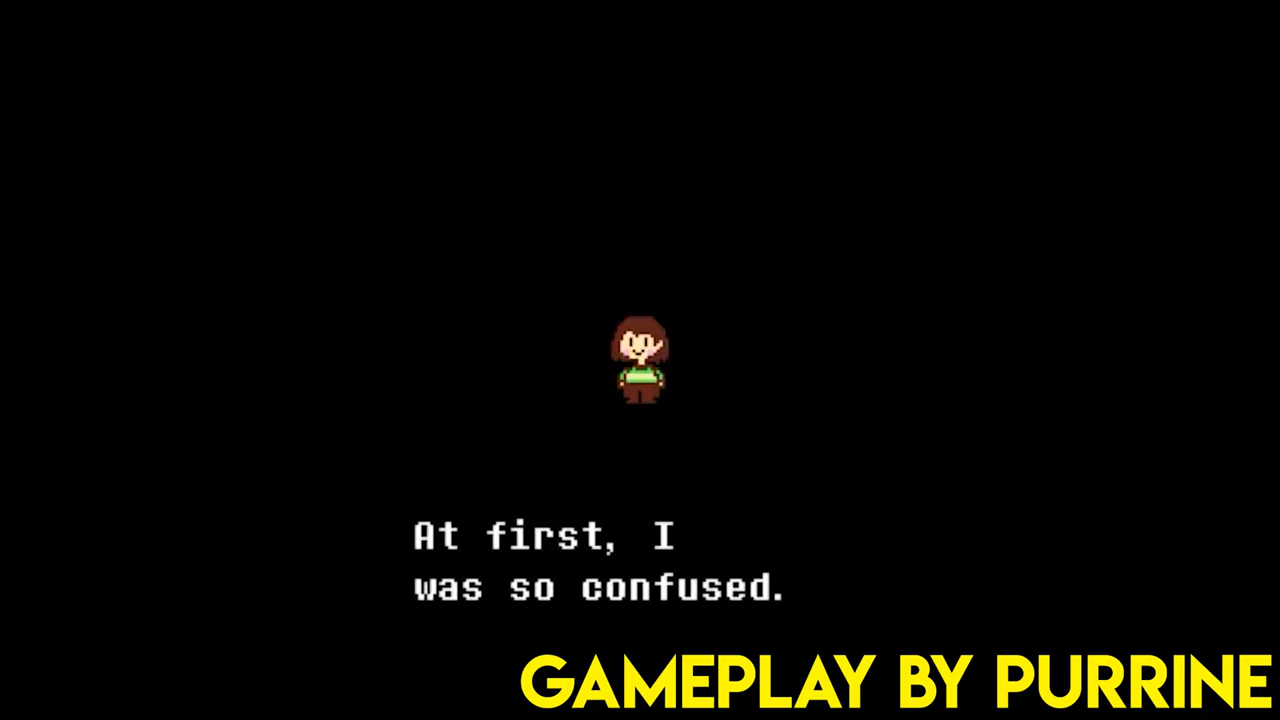 At first, I
was so confused.
GAMEPLAY BY PURRINE